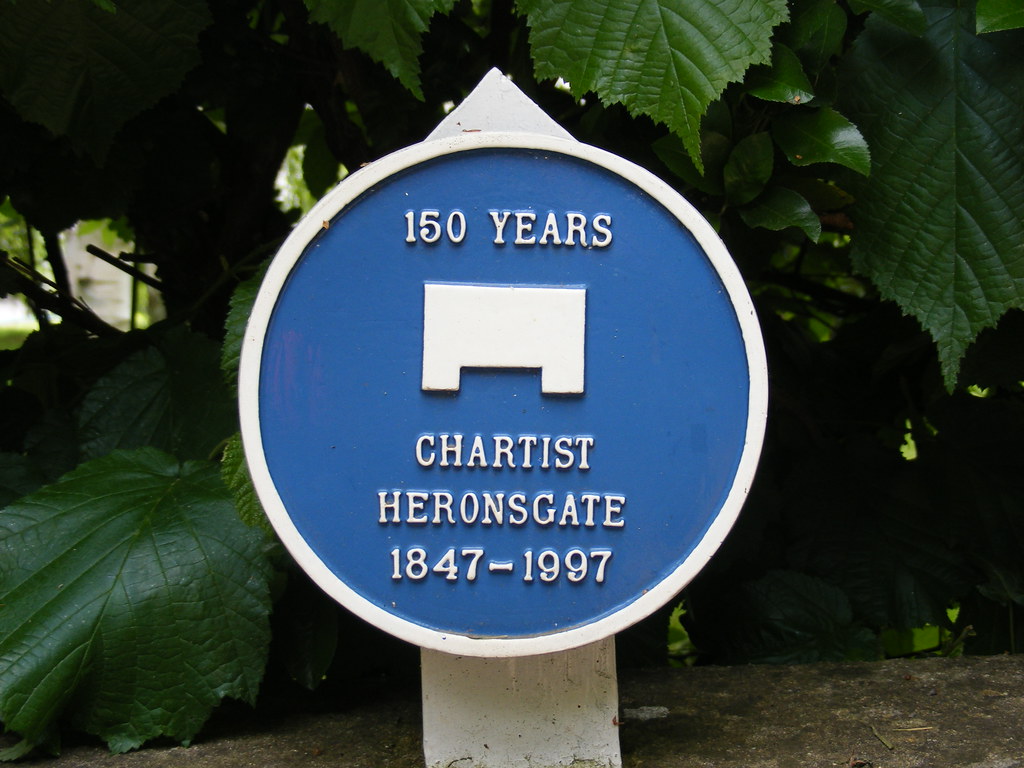 150 YEARS
CHARTIST
HERONSGATE
1847-1997